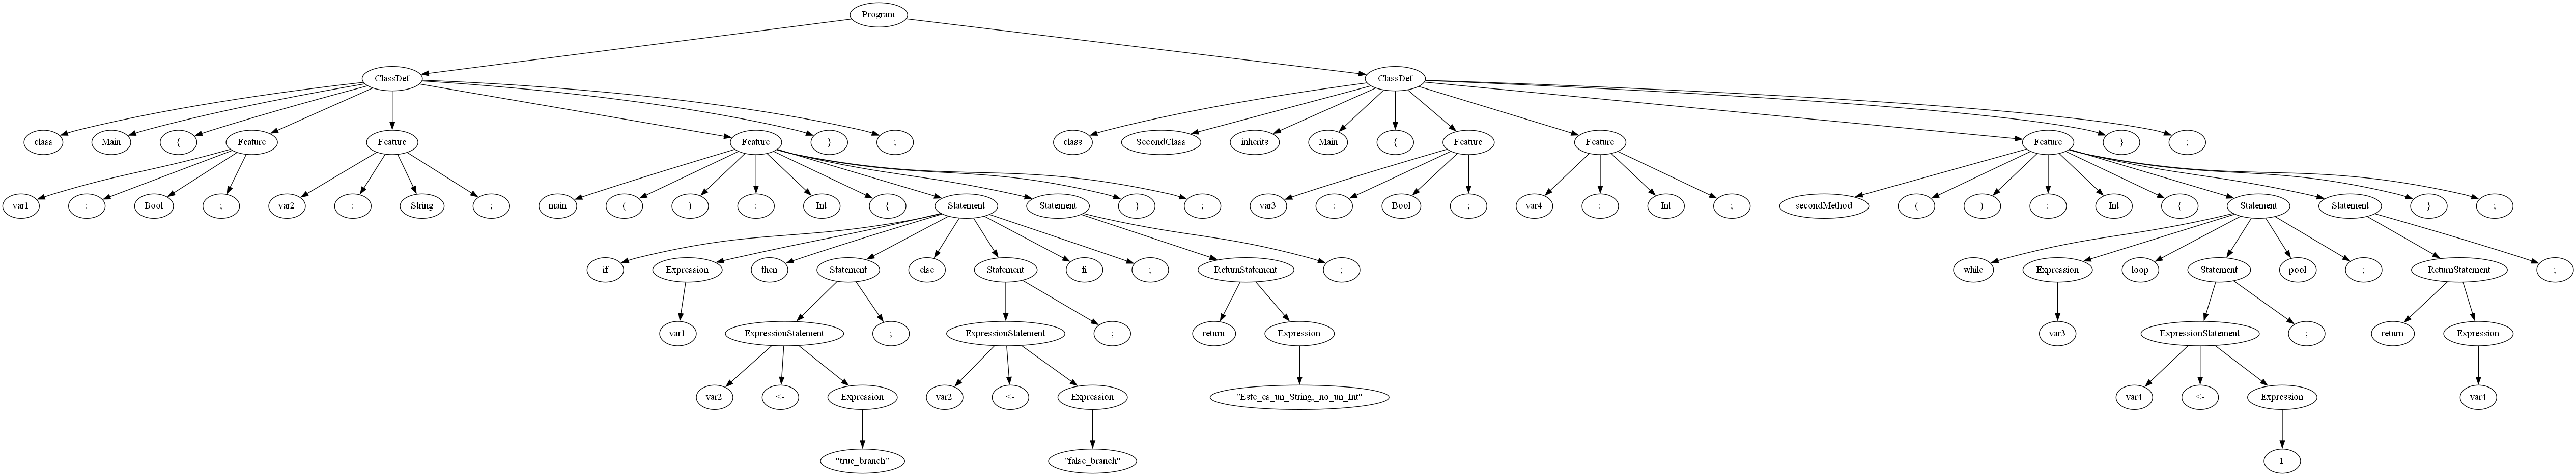 Program
ClassDef ClassDef
class Main { Feature Feature Feature } ; class SecondClass inherits Main { Feature Feature Feature } ;
var1 : Bool ; var2 : String ; main ( ) : Int { Statement Statement } ; var3 : Bool ; var4 : Int ; secondMethod ( ) : Int { Statement Statement } ;
if Expression then Statement else Statement fi ; ReturnStatement ; while Expression loop Statement pool ; ReturnStatement ;
var1 ExpressionStatement ; ExpressionStatement ; return Expression var3 ExpressionStatement ; return Expression
var2 <- Expression var2 <- Expression "Este_es_un_String,_no_un_Int" var4 <- Expression var4
"true_branch" "false_branch" 1